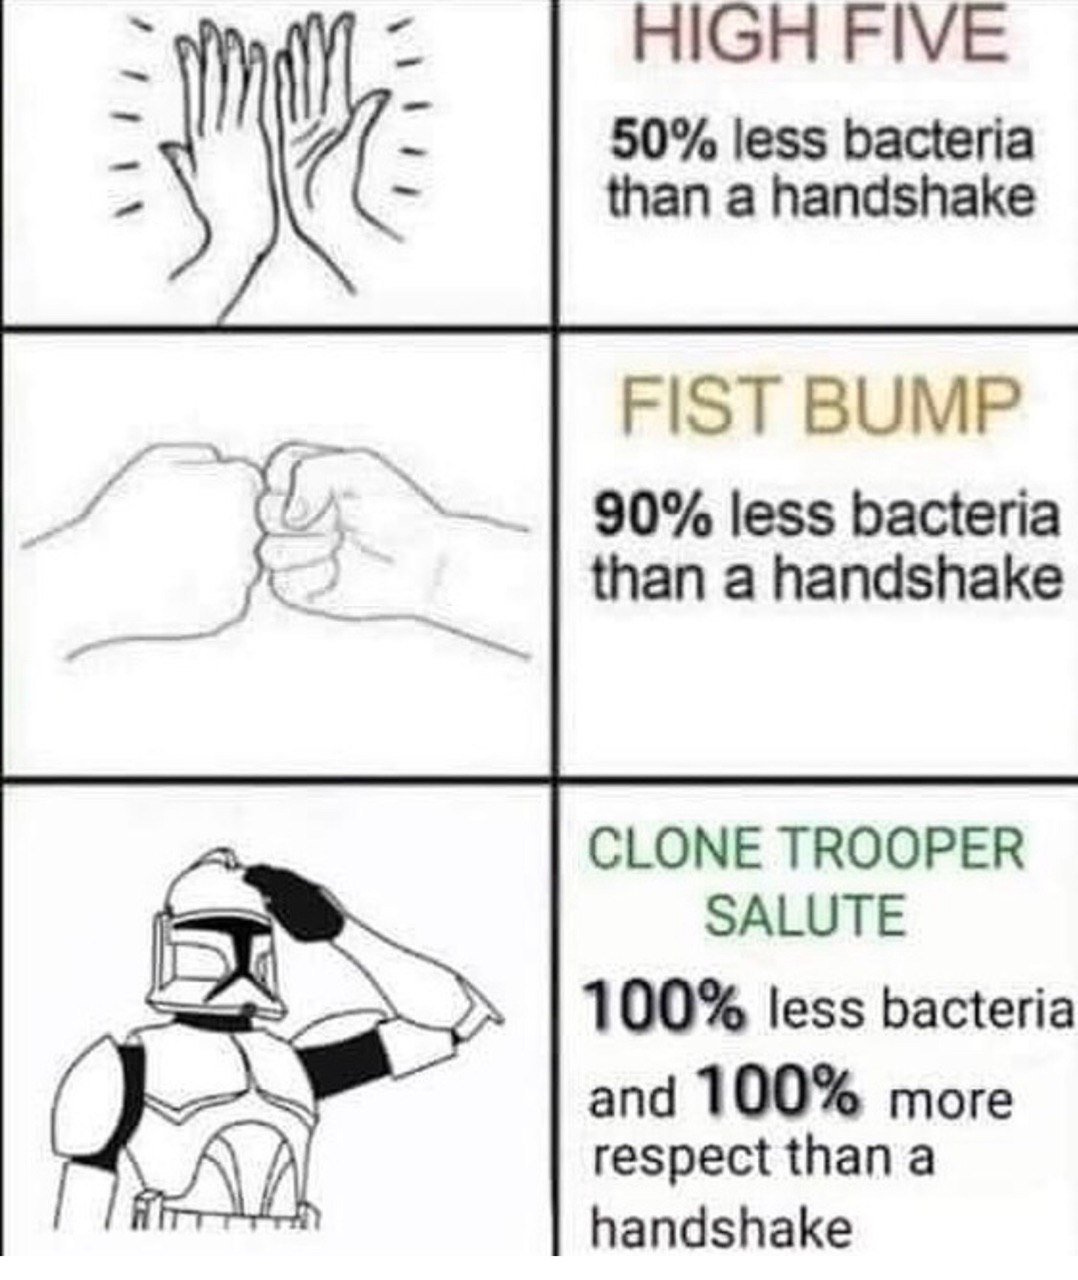 HIGH FIVE
50% less bacteria
than a handshake
FIST BUMP
90% less bacteria
than a handshake
CLONE TROOPER
SALUTE
100% less bacteria
and 100% more
respect than a
handshake